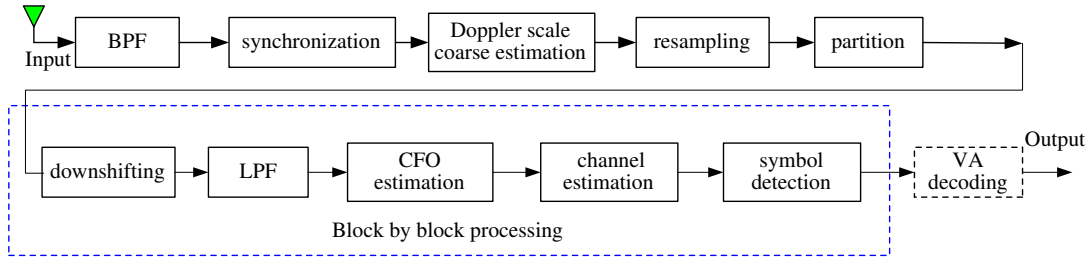 Input
BPF
synchronization
Doppler scale
coarse estimation
resampling
partition
downshifting
LPF
CFO
estimation
channel
estimation
symbol
detection
VA
decoding
Output
Block by block processing